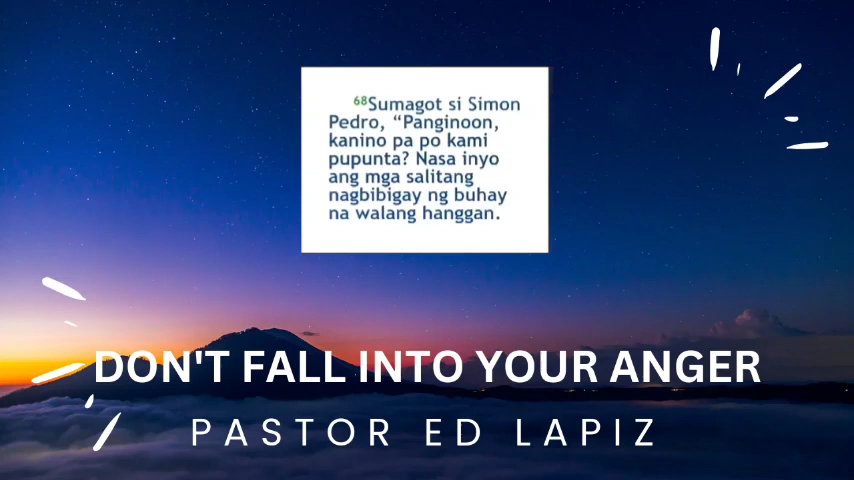 68Sumagot si Simon
Pedro, “Panginoon,
kanino pa po kami
pupunta? Nasa inyo
ang mga salitang
nagbibigay ng buhay
na walang hanggan.
DON'T FALL INTO YOUR ANGER
PASTOR ED LAPIZ